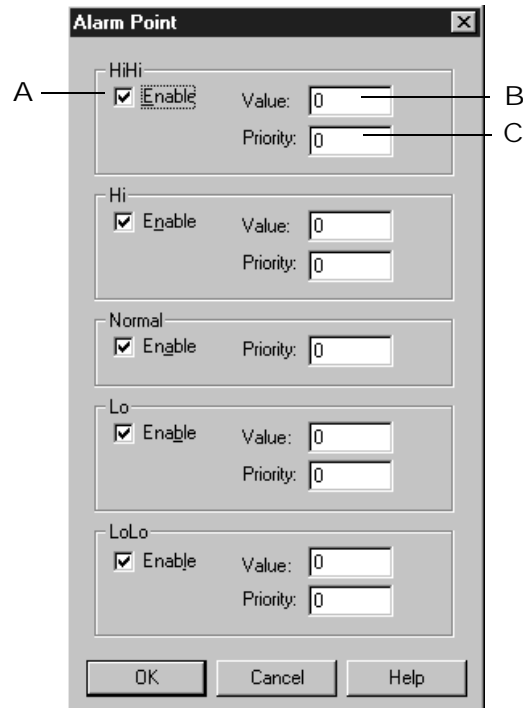 Alarm Point
HiHi
A
Enable Value: 0 B
Priority: 0 C
Hi
Enable Value: 0
Priority: 0
Normal
Enable Priority: 0
Lo
Enable Value: 0
Priority: 0
LoLo
Enable Value: 0
Priority: 0
OK Cancel Help